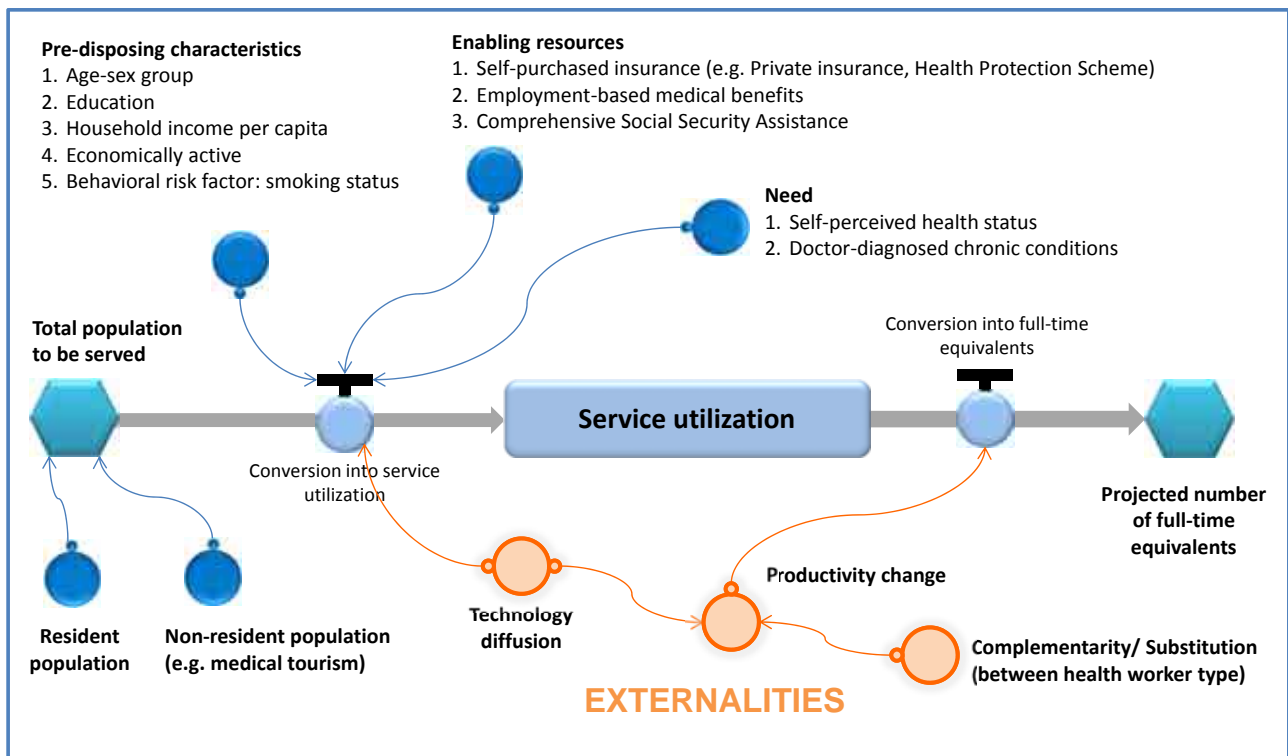 Pre-disposing characteristics
1. Age-sex group
2. Education
3. Household income per capita
4. Economically active
5. Behavioral risk factor: smoking status
Enabling resources
1. Self-purchased insurance (e.g. Private insurance, Health Protection Scheme)
2. Employment-based medical benefits
3. Comprehensive Social Security Assistance
Need
1. Self-perceived health status
2. Doctor-diagnosed chronic conditions
Total population
to be served
Conversion into full-time
equivalents
Service utilization
Conversion into service
utilization
Projected number
of full-time
equivalents
Productivity change
Technology
diffusion
Resident
population
Non-resident population
(e.g. medical tourism)
Complementarity/ Substitution
(between health worker type)
EXTERNALITIES